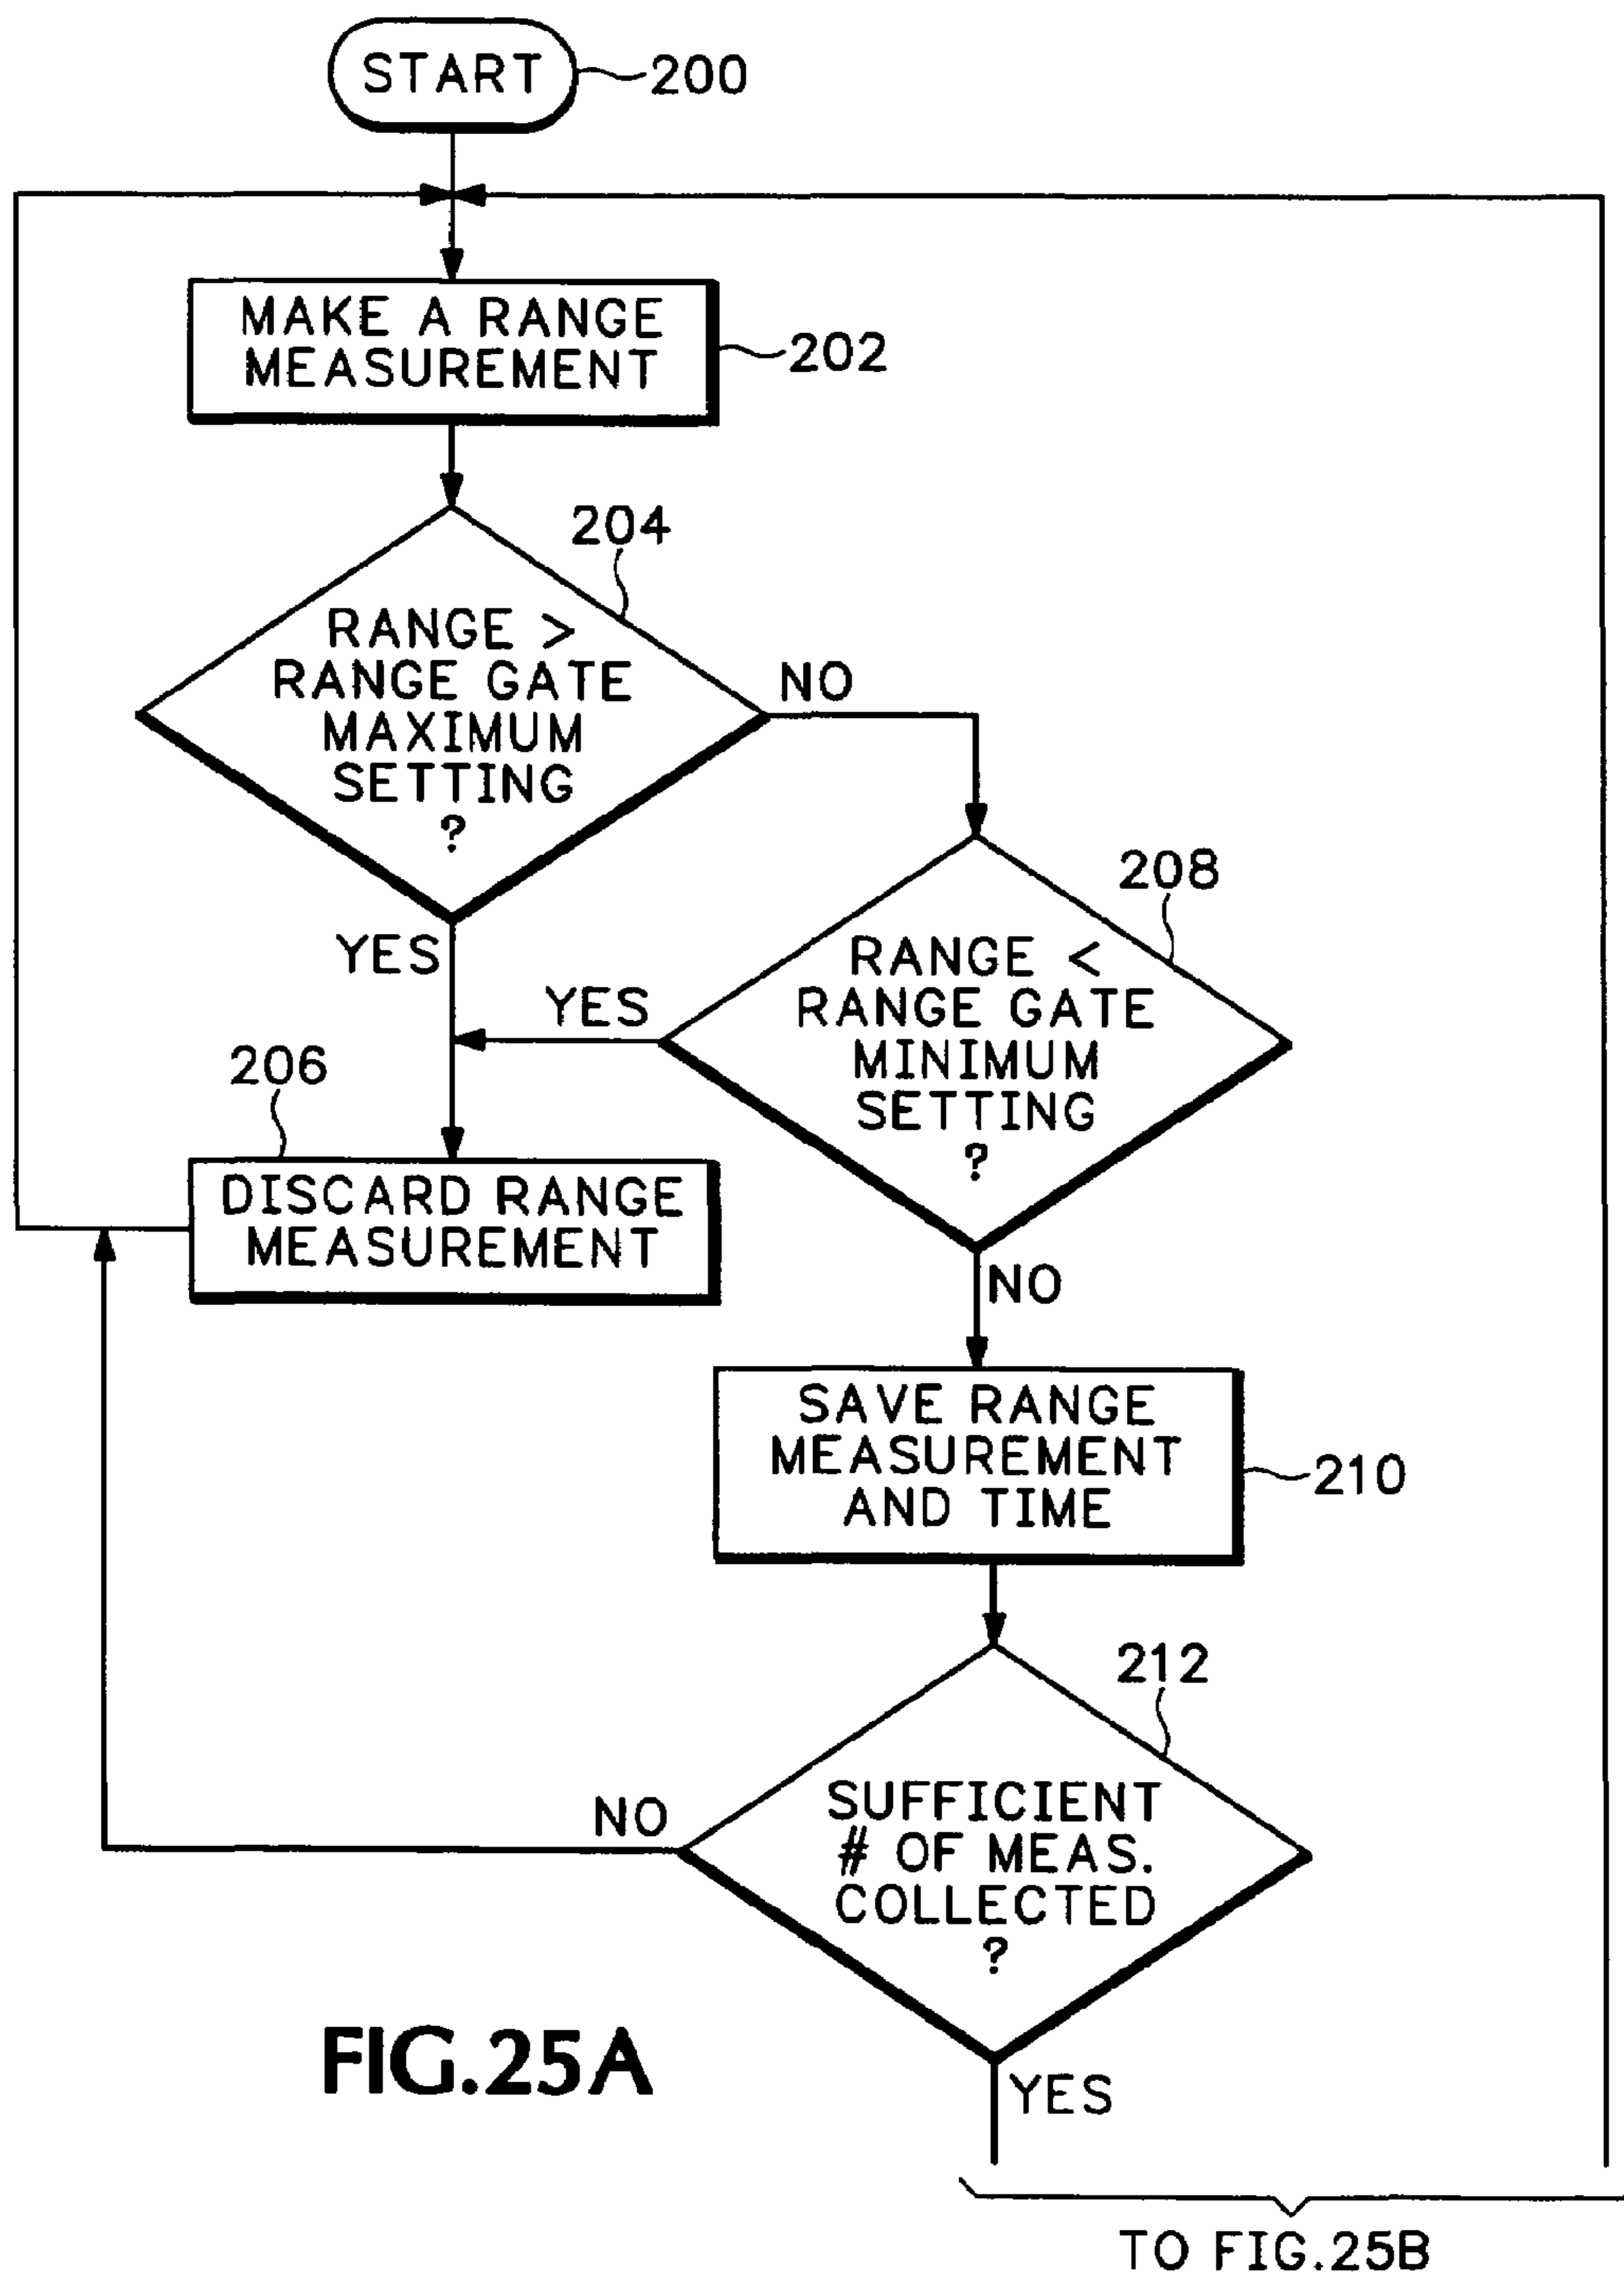 START
200
MAKE A RANGE
MEASUREMENT
202
204
RANGE >
RANGE GATE
MAXIMUM
SETTING
?
NO
YES
208
RANGE <
RANGE GATE
MINIMUM
SETTING
?
YES
NO
206
DISCARD RANGE
MEASUREMENT
SAVE RANGE
MEASUREMENT
AND TIME
210
212
SUFFICIENT
# OF MEAS.
COLLECTED
?
NO
YES
FIG.25A
TO FIG.25B